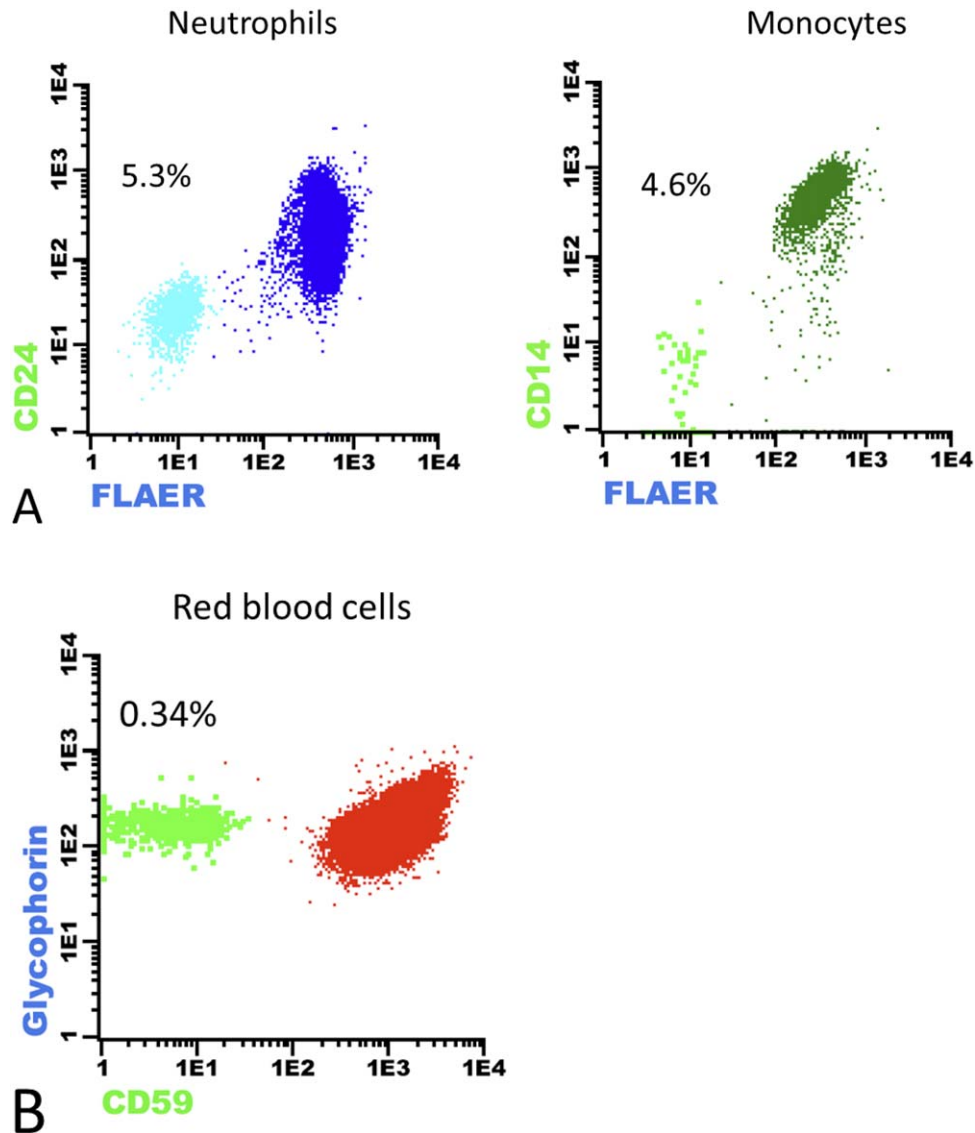 Neutrophils
Monocytes
1E4
1E3
1E2
1E1
1
5.3%
CD24
1
1E1
1E2
1E3
1E4
FLAER
1E4
1E3
1E2
1E1
1
4.6%
CD14
1
1E1
1E2
1E3
1E4
FLAER
A
Red blood cells
1E4
1E3
1E2
1E1
1
0.34%
Glycophorin
1
1E1
1E2
1E3
1E4
CD59
B